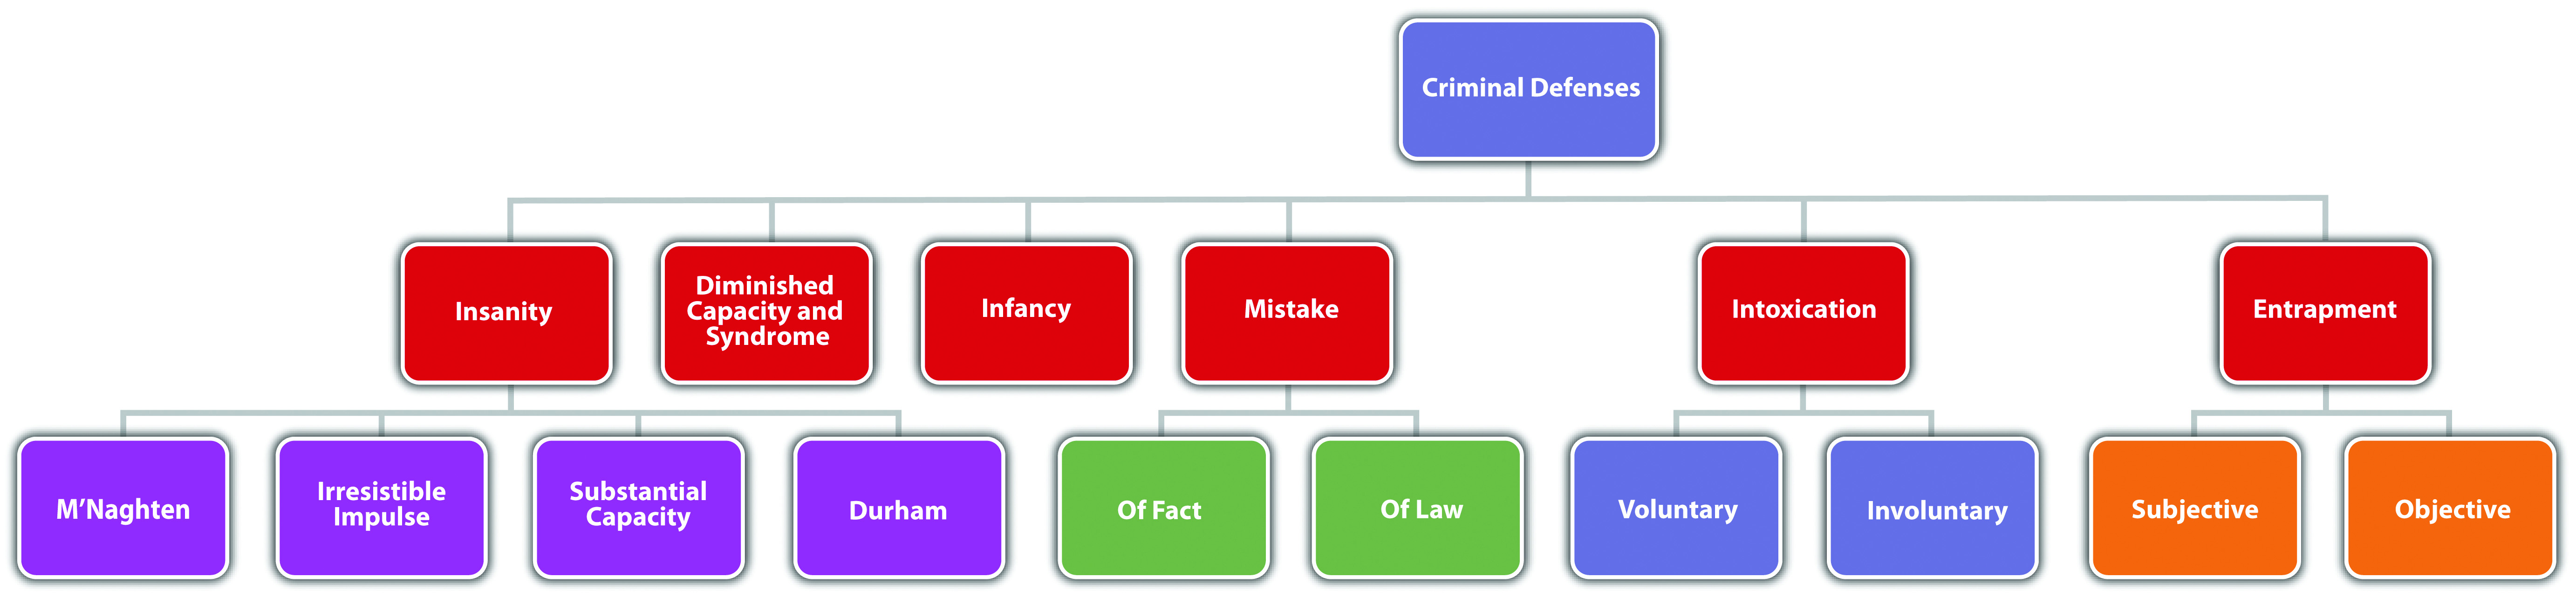 Criminal Defenses
Insanity
Diminished
Capacity and
Syndrome
Infancy
Mistake
Intoxication
Entrapment
M’Naghten
Irresistible
Impulse
Substantial
Capacity
Durham
Of Fact
Of Law
Voluntary
Involuntary
Subjective
Objective